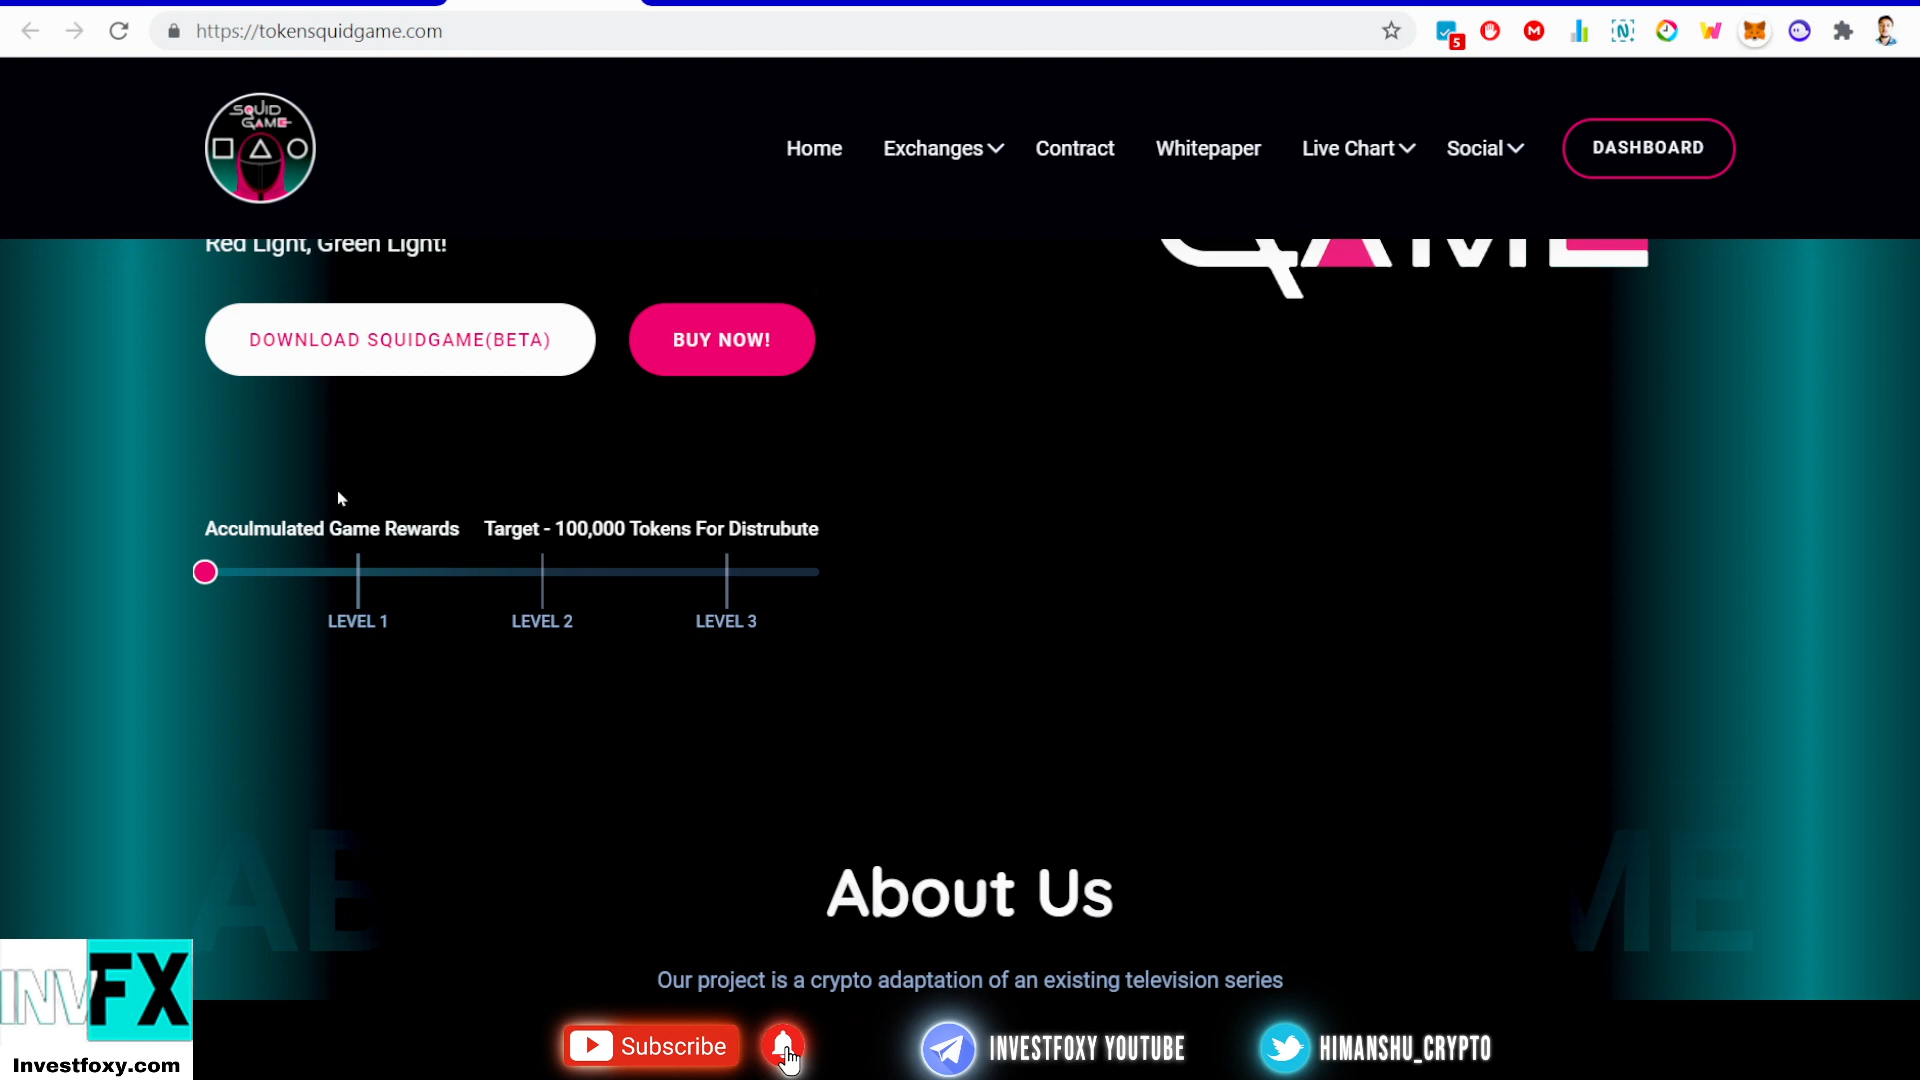 https://tokensquidgame.com
5
SQUID
GAME
Home Exchanges Contract Whitepaper Live Chart Social DASHBOARD
GAME
Red Light, Green Light!
DOWNLOAD SQUIDGAME(BETA) BUY NOW!
Acculmulated Game Rewards Target - 100,000 Tokens For Distrubute
LEVEL 1 LEVEL 2 LEVEL 3
About Us
Our project is a crypto adaptation of an existing television series
INVFX
Investfoxy.com
Subscribe
INVESTFOXY YOUTUBE
HIMANSHU_CRYPTO